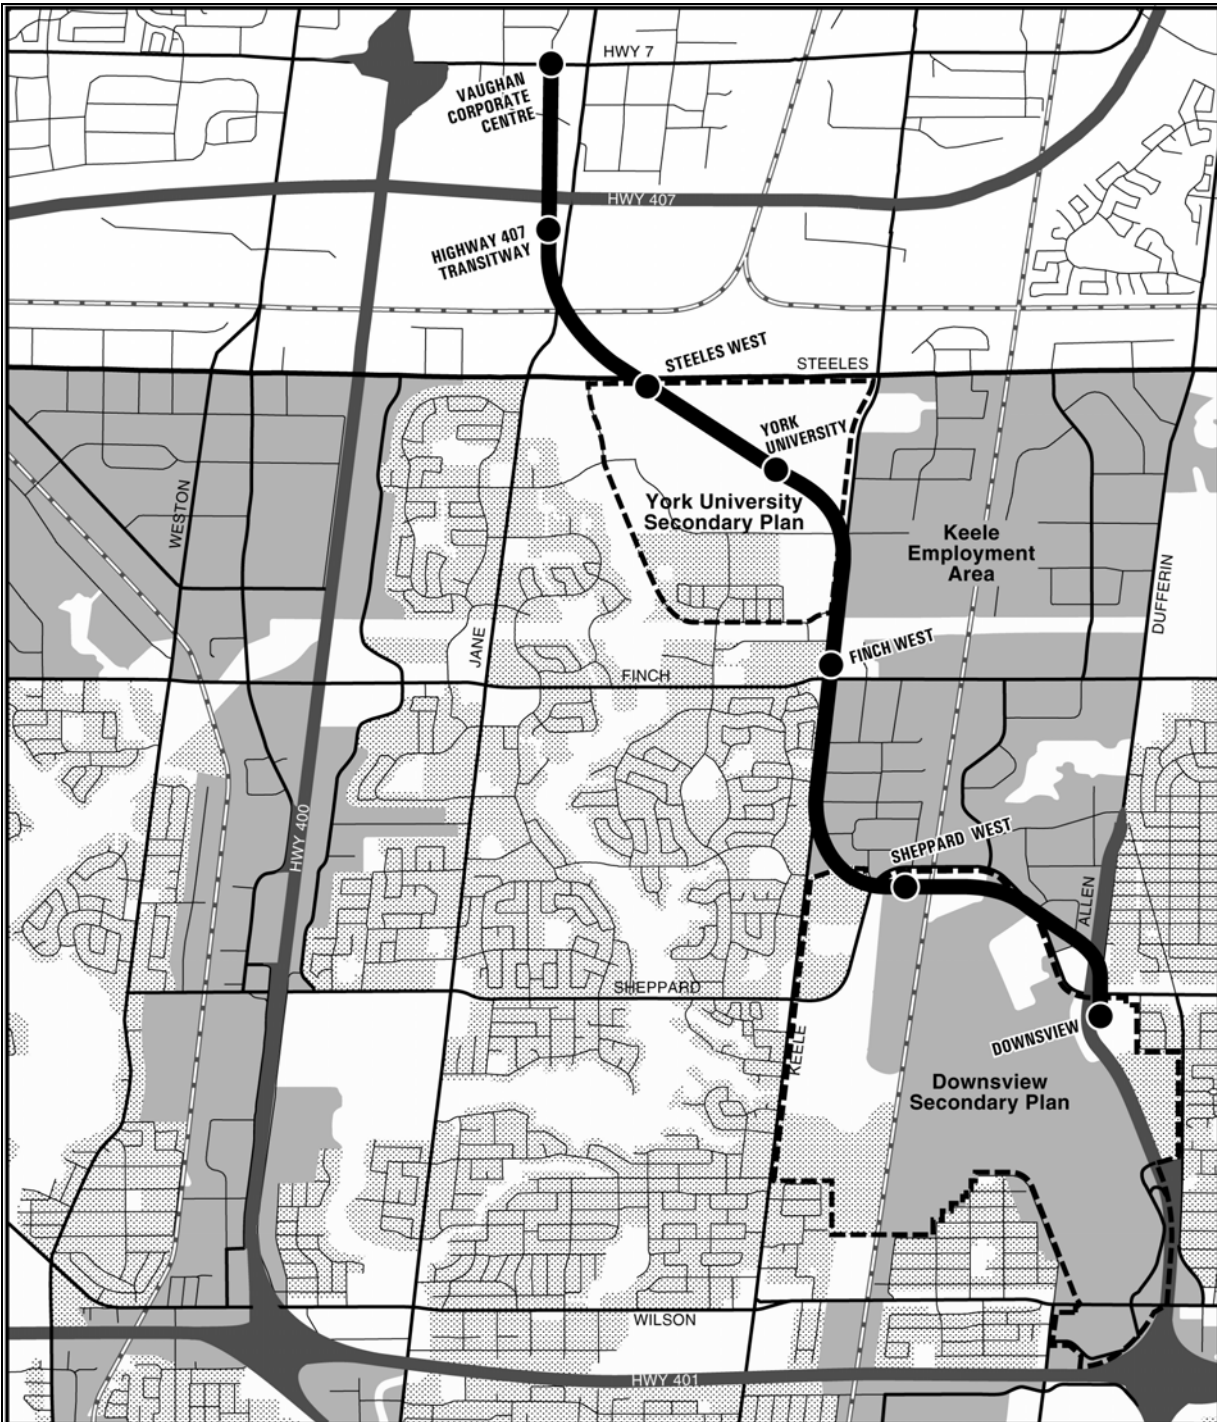 HWY 7
VAUGHAN
CORPORATE
CENTRE
HWY 407
HIGHWAY 407
TRANSITWAY
STEELES WEST
STEELES
YORK
UNIVERSITY
WESTON
York University
Secondary Plan
Keele
Employment
Area
DUFFERIN
JANE
FINCH WEST
FINCH
HWY 400
SHEPPARD WEST
ALLEN
SHEPPARD
KEELE
DOWNSVIEW
Downsview
Secondary Plan
WILSON
HWY 401